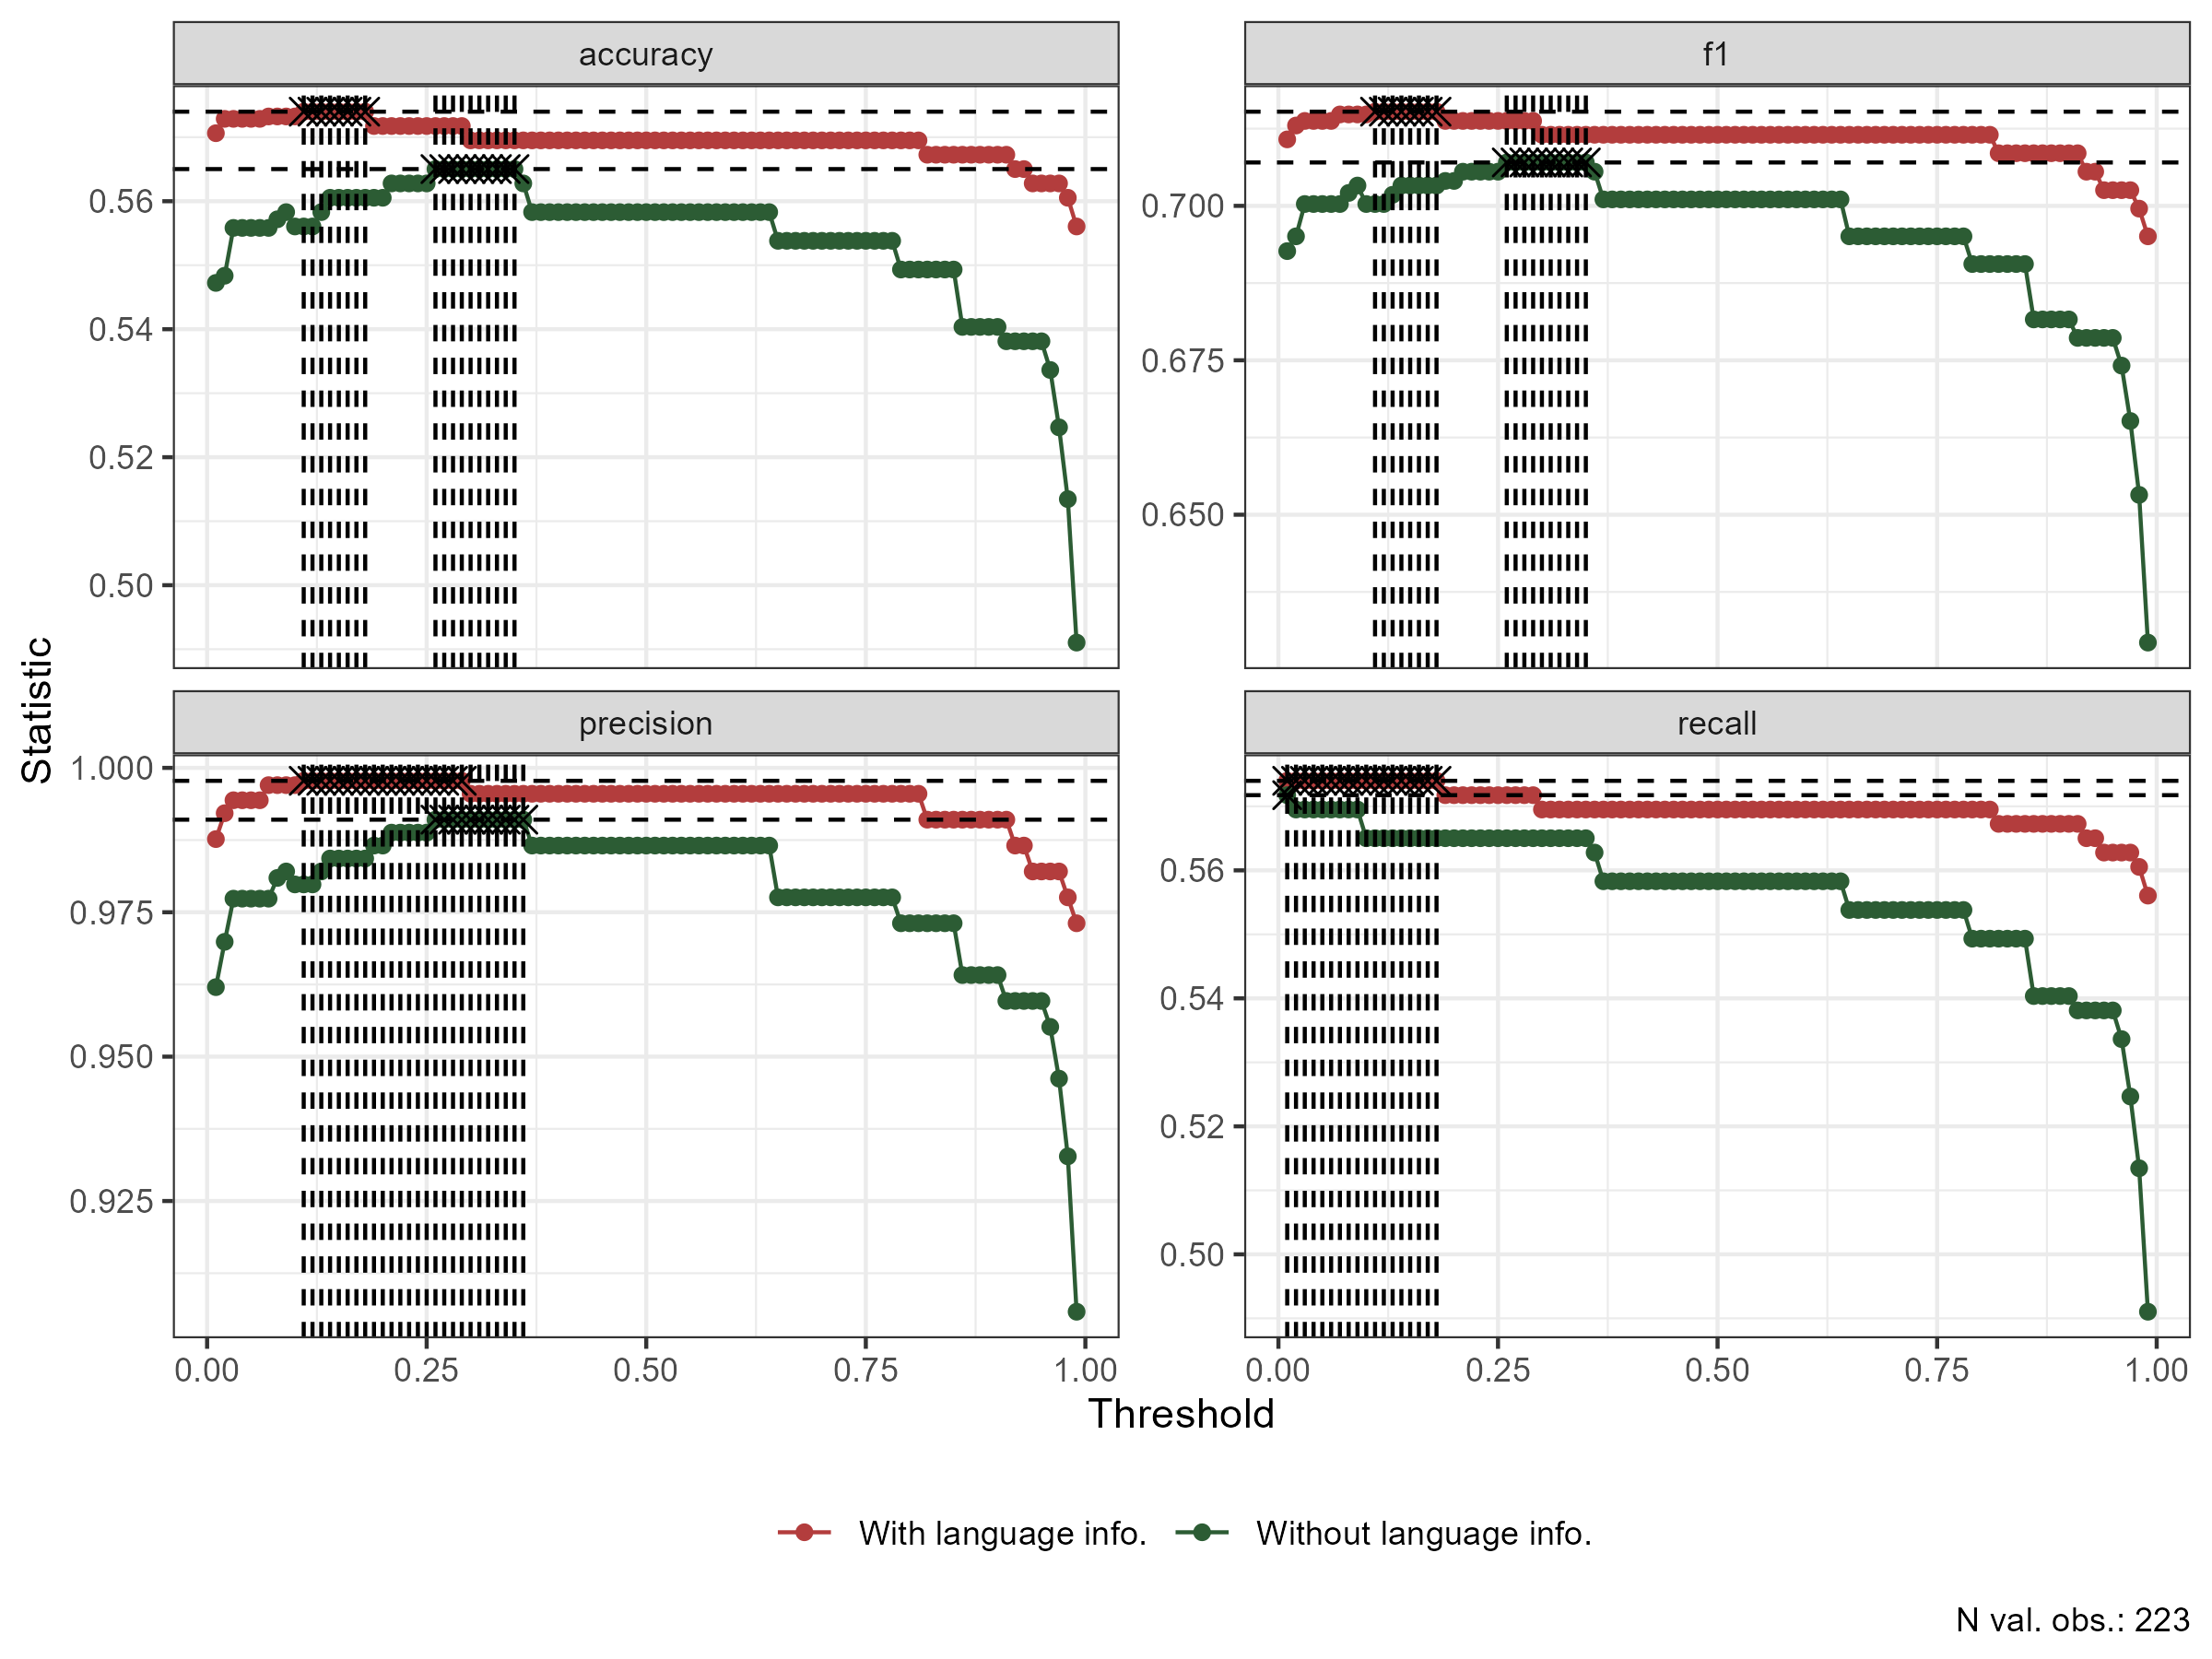 accuracy
f1
0.56
0.54
0.52
0.50
0.700
0.675
0.650
Statistic
precision
recall
1.000
0.975
0.950
0.925
0.56
0.54
0.52
0.50
0.00 0.25 0.50 0.75 1.00
0.00 0.25 0.50 0.75 1.00
Threshold
With language info. Without language info.
N val. obs.: 223